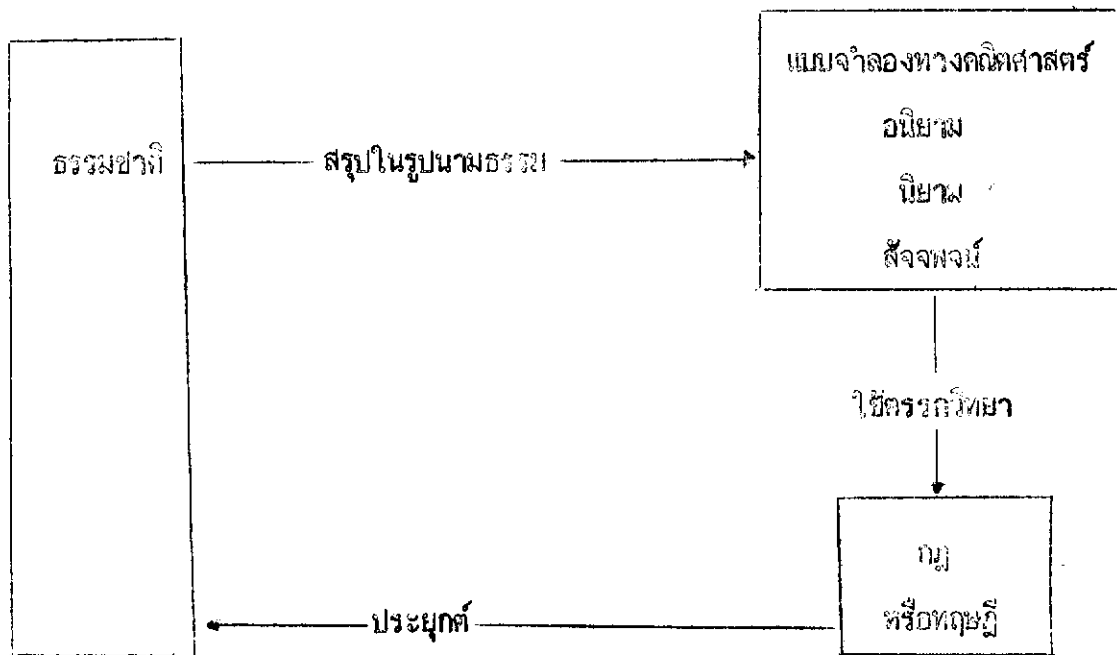 แบบจำลองทางคณิตศาสตร์
อนิยาม
นิยาม
สัจจพจน์
ธรรมชาติ
สรุปในรูปนามธรรม
ใช้ตรรกวิทยา
กฎ
หรือทฤษฎี
ประยุกต์